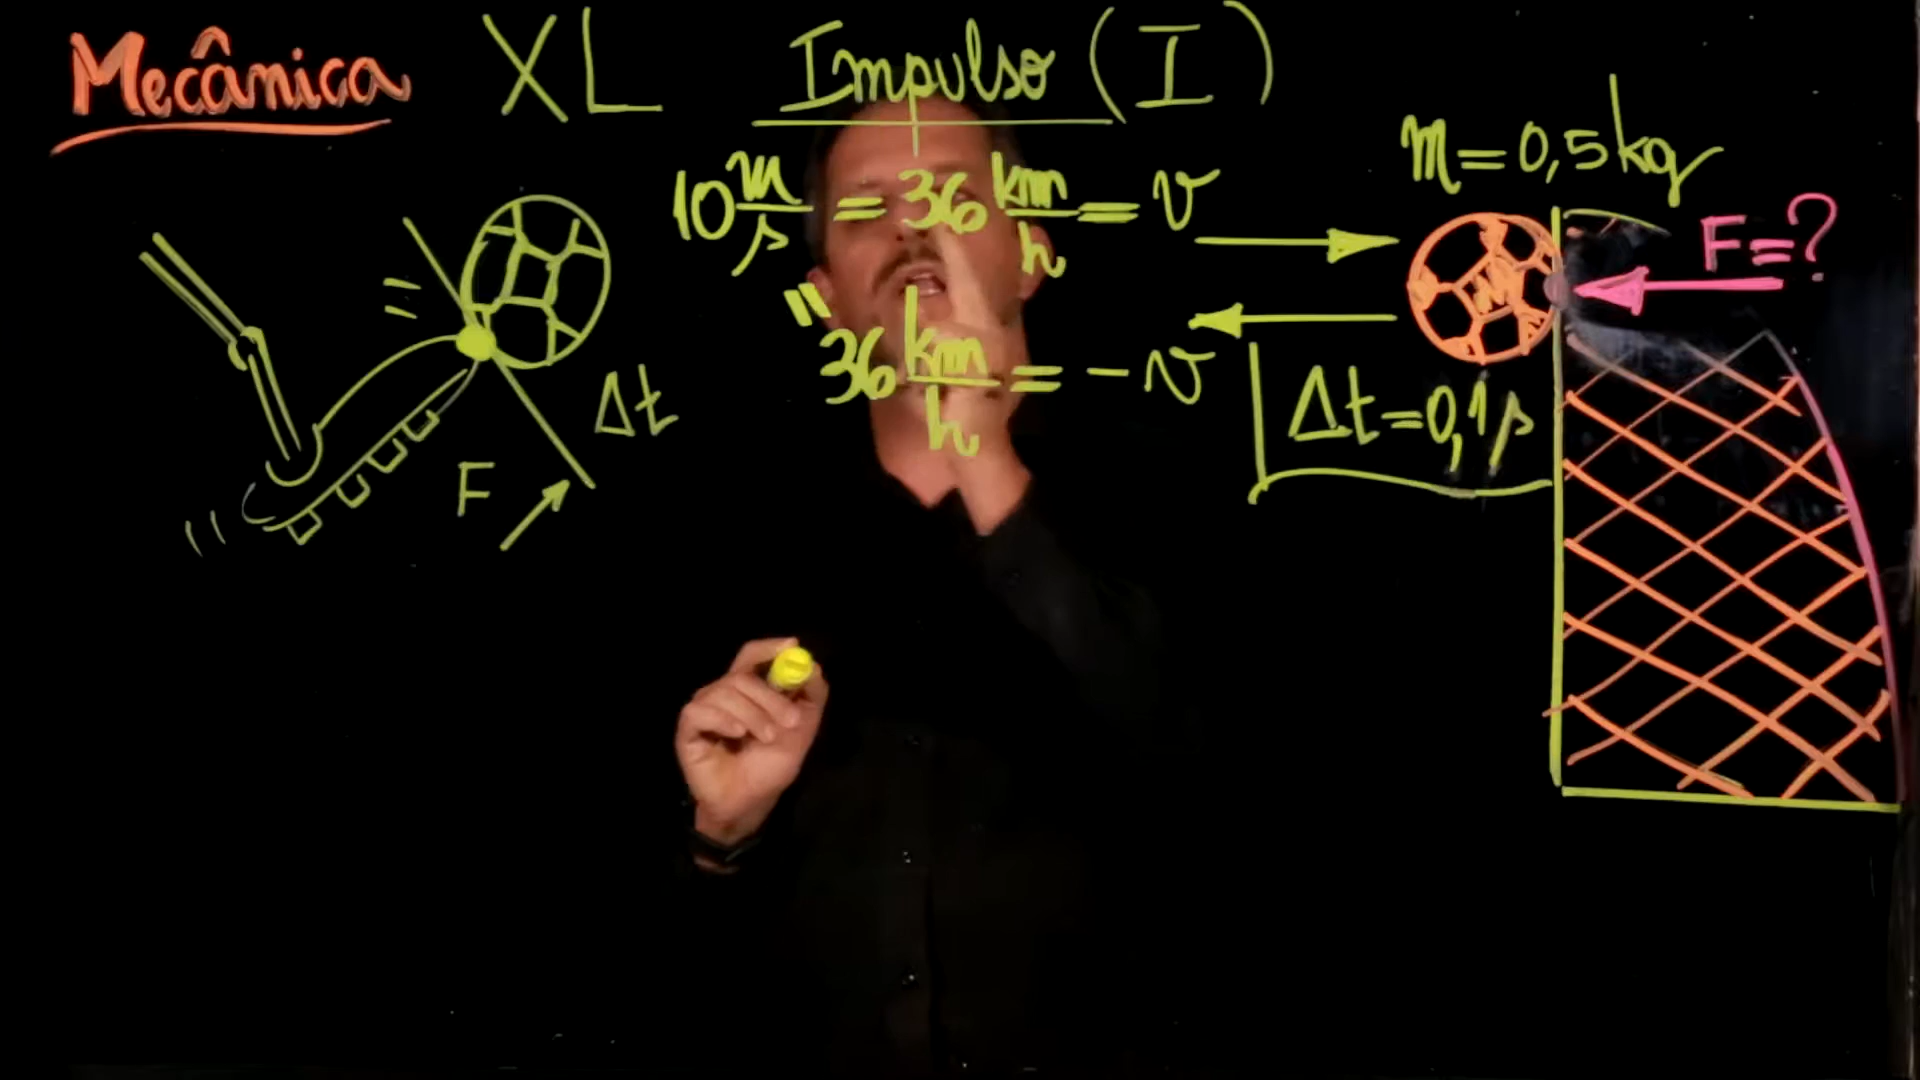 Mecânica XL Impulso (I)
m = 0,5 kg
10 m/s = 36 km/h = v
F = ?
"
36 km/h = - v
Δt = 0,1 s
Δt
F